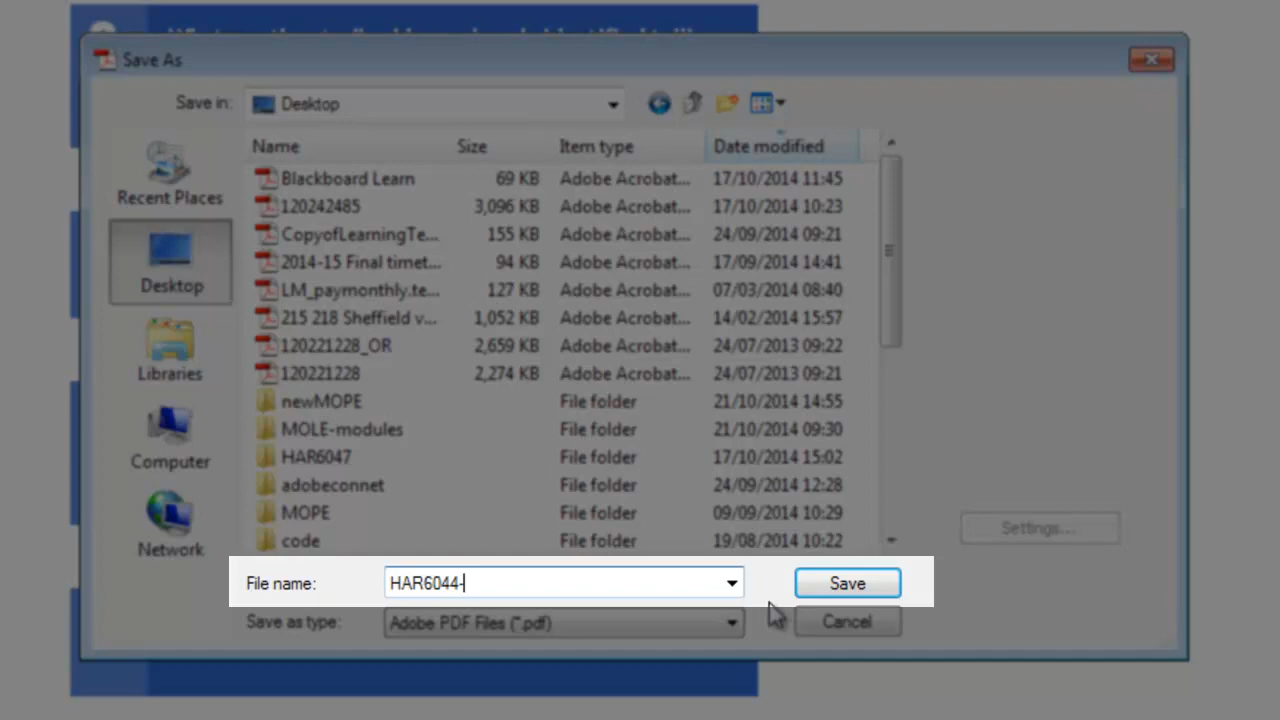 Save As
Save in: Desktop
Name Size Item type Date modified
Blackboard Learn 69 KB Adobe Acrobat... 17/10/2014 11:45
120242485 3,096 KB Adobe Acrobat... 17/10/2014 10:23
CopyofLearningTe... 155 KB Adobe Acrobat... 24/09/2014 09:21
2014-15 Final timet... 94 KB Adobe Acrobat... 17/09/2014 14:41
LM_paymonthly.te... 127 KB Adobe Acrobat... 07/03/2014 08:40
215 218 Sheffield v... 1,052 KB Adobe Acrobat... 14/02/2014 15:57
120221228_OR 2,659 KB Adobe Acrobat... 24/07/2013 09:22
120221228 2,274 KB Adobe Acrobat... 24/07/2013 09:21
newMOPE File folder 21/10/2014 14:55
MOLE-modules File folder 21/10/2014 09:30
HAR6047 File folder 17/10/2014 15:02
adobeconnet File folder 24/09/2014 12:28
MOPE File folder 09/09/2014 10:29
code File folder 19/08/2014 10:22
Recent Places
Desktop
Libraries
Computer
Network
Settings...
File name: HAR6044- Save
Save as type: Adobe PDF Files (*.pdf) Cancel